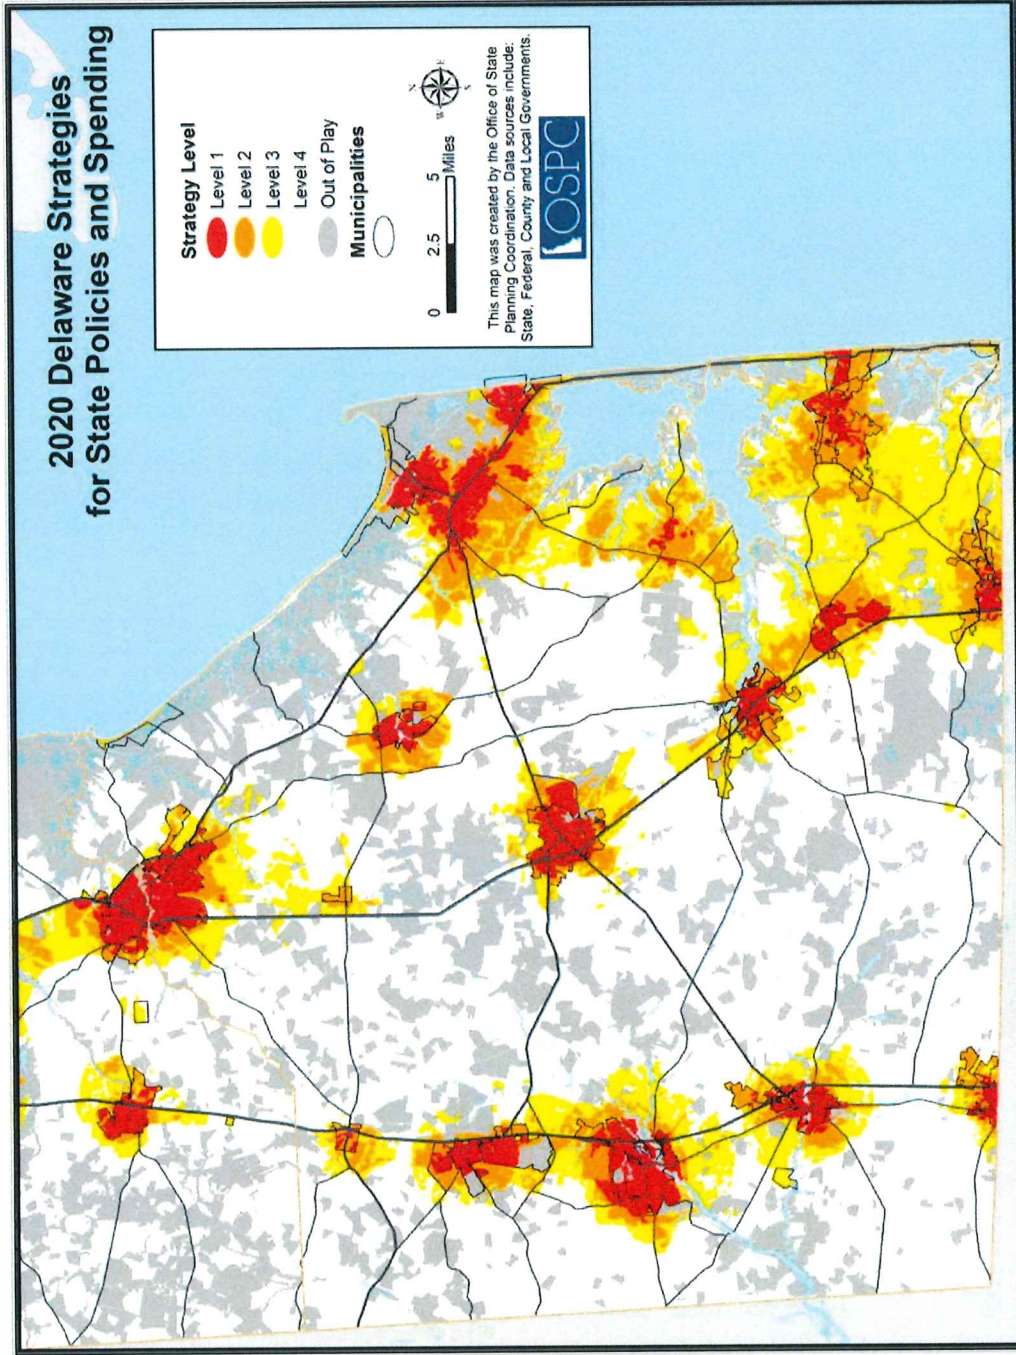 2020 Delaware Strategies
for State Policies and Spending
Strategy Level
Level 1
Level 2
Level 3
Level 4
Out of Play
Municipalities
0 2.5 5
Miles
N
W E
S
This map was created by the Office of State
Planning Coordination. Data sources include:
State, Federal, County and Local Governments.
OSPC